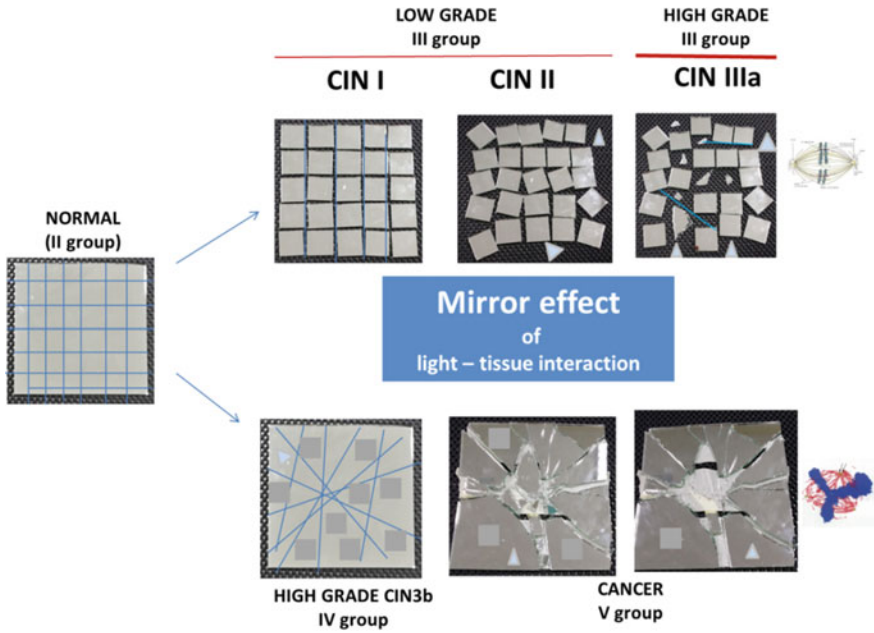 LOW GRADE
III group
HIGH GRADE
III group
CIN I
CIN II
CIN IIIa
NORMAL
(II group)
Mirror effect
of
light – tissue interaction
HIGH GRADE CIN3b
IV group
CANCER
V group